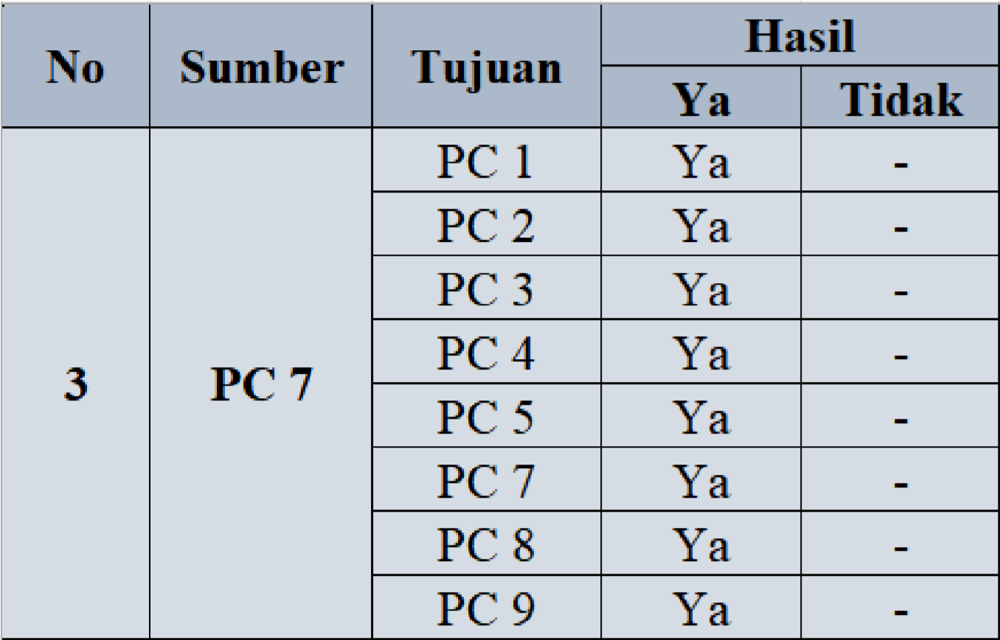 No Sumber Tujuan Hasil
Ya Tidak
3 PC 7 PC 1 Ya -
PC 2 Ya -
PC 3 Ya -
PC 4 Ya -
PC 5 Ya -
PC 7 Ya -
PC 8 Ya -
PC 9 Ya -